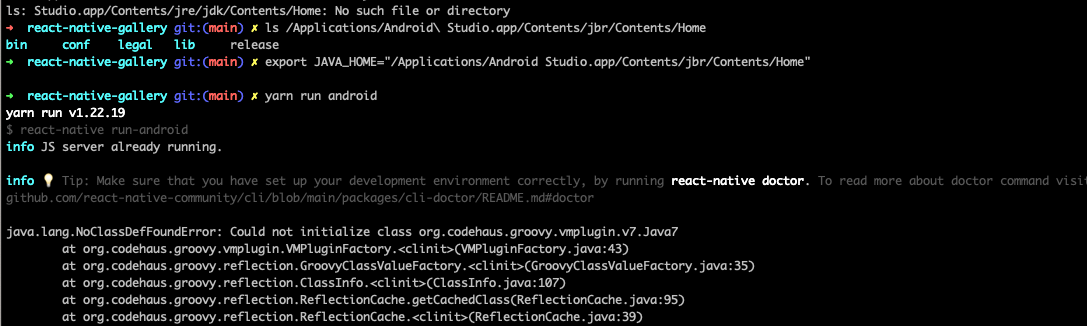 ls: Studio.app/Contents/jre/jdk/Contents/Home: No such file or directory
➜  react-native-gallery git:(main) ✗ ls /Applications/Android\ Studio.app/Contents/jbr/Contents/Home
bin     conf    legal   lib     release
➜  react-native-gallery git:(main) ✗ export JAVA_HOME="/Applications/Android Studio.app/Contents/jbr/Contents/Home"
➜  react-native-gallery git:(main) ✗ yarn run android
yarn run v1.22.19
$ react-native run-android
info JS server already running.
info 💡 Tip: Make sure that you have set up your development environment correctly, by running react-native doctor. To read more about doctor command visit
github.com/react-native-community/cli/blob/main/packages/cli-doctor/README.md#doctor
java.lang.NoClassDefFoundError: Could not initialize class org.codehaus.groovy.vmplugin.v7.Java7
        at org.codehaus.groovy.vmplugin.VMPluginFactory.<clinit>(VMPluginFactory.java:43)
        at org.codehaus.groovy.reflection.GroovyClassValueFactory.<clinit>(GroovyClassValueFactory.java:35)
        at org.codehaus.groovy.reflection.ClassInfo.<clinit>(ClassInfo.java:107)
        at org.codehaus.groovy.reflection.ReflectionCache.getCachedClass(ReflectionCache.java:95)
        at org.codehaus.groovy.reflection.ReflectionCache.<clinit>(ReflectionCache.java:39)